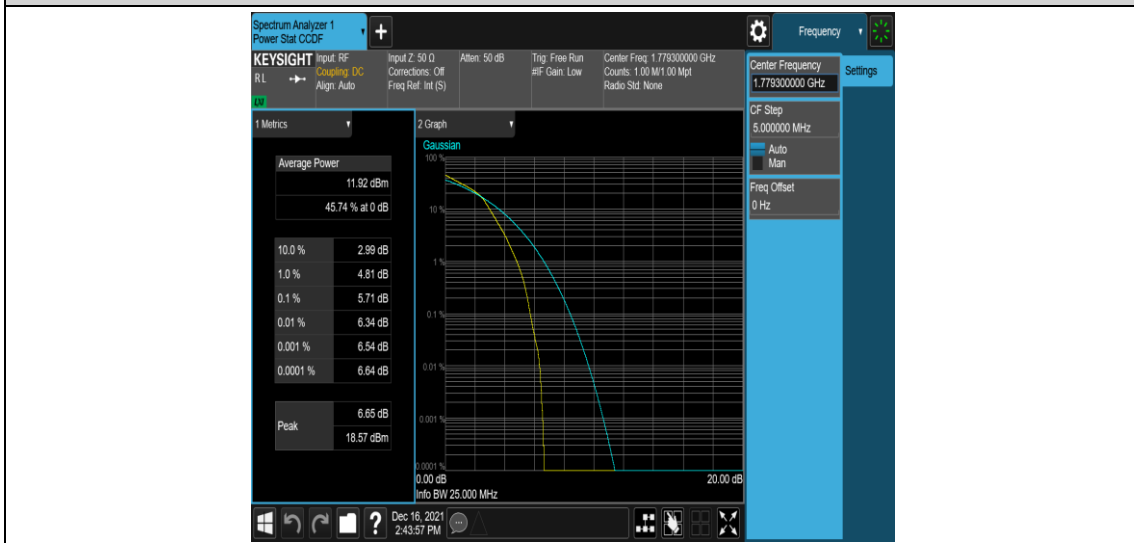 Spectrum Analyzer 1
Power Stat CCDF
Frequency
KEYSIGHT
RL
LXI
Input: RF
Coupling: DC
Align: Auto
Input Z: 50 Ω
Corrections: Off
Freq Ref: Int (S)
Atten: 50 dB
Trig: Free Run
#IF Gain: Low
Center Freq: 1.779300000 GHz
Counts: 1.00 M/1.00 Mpt
Radio Std: None
Center Frequency
1.779300000 GHz
Settings
CF Step
5.000000 MHz
Auto
Man
Freq Offset
0 Hz
1 Metrics
Average Power
11.92 dBm
45.74 % at 0 dB
10.0 % 2.99 dB
1.0 % 4.81 dB
0.1 % 5.71 dB
0.01 % 6.34 dB
0.001 % 6.54 dB
0.0001 % 6.64 dB
Peak
6.65 dB
18.57 dBm
2 Graph
Gaussian
100 %
10 %
1 %
0.1 %
0.01 %
0.001 %
0.0001 %
0.00 dB
20.00 dB
Info BW 25.000 MHz
?
Dec 16, 2021
2:43:57 PM